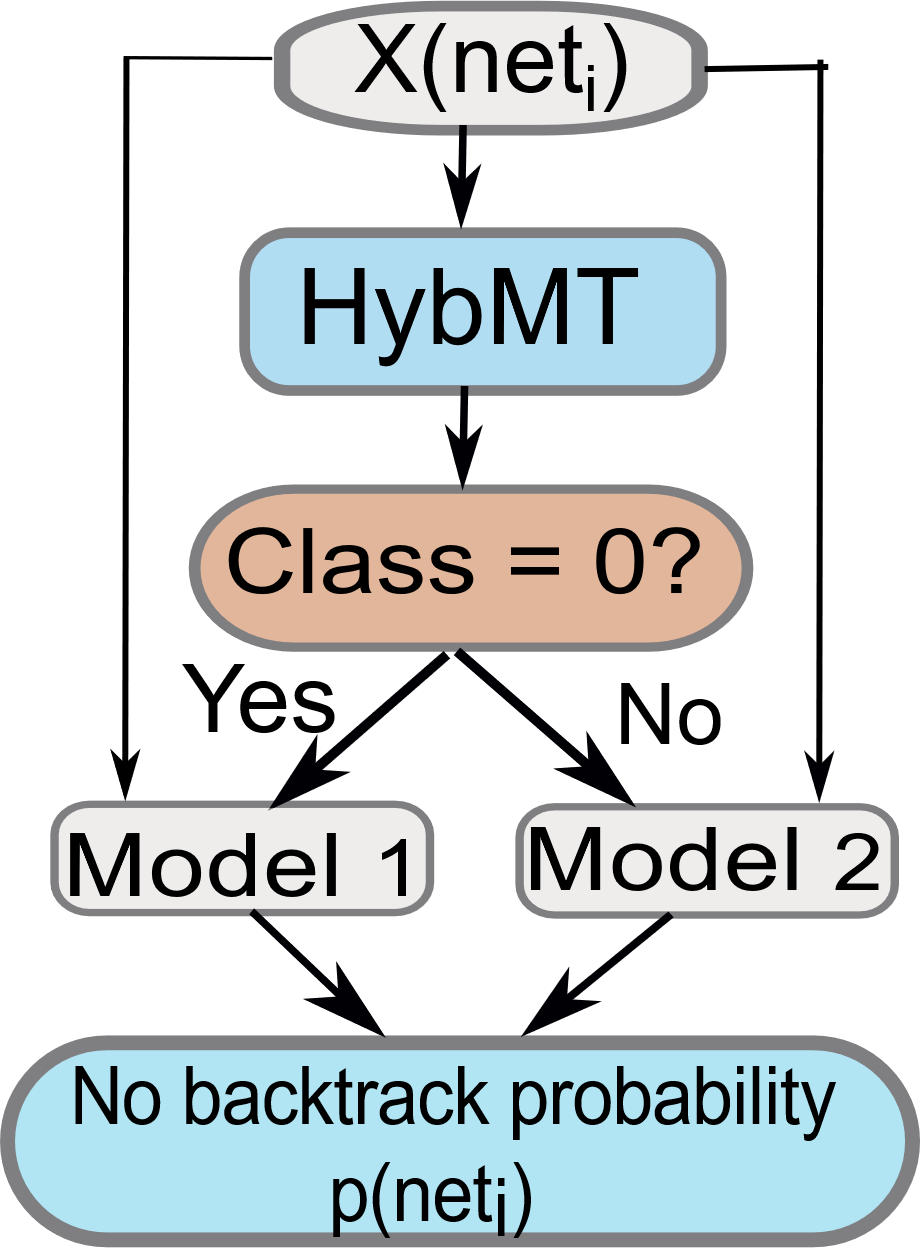 X(netᵢ)
HybMT
Class = 0?
Yes
No
Model 1
Model 2
No backtrack probability
p(netᵢ)